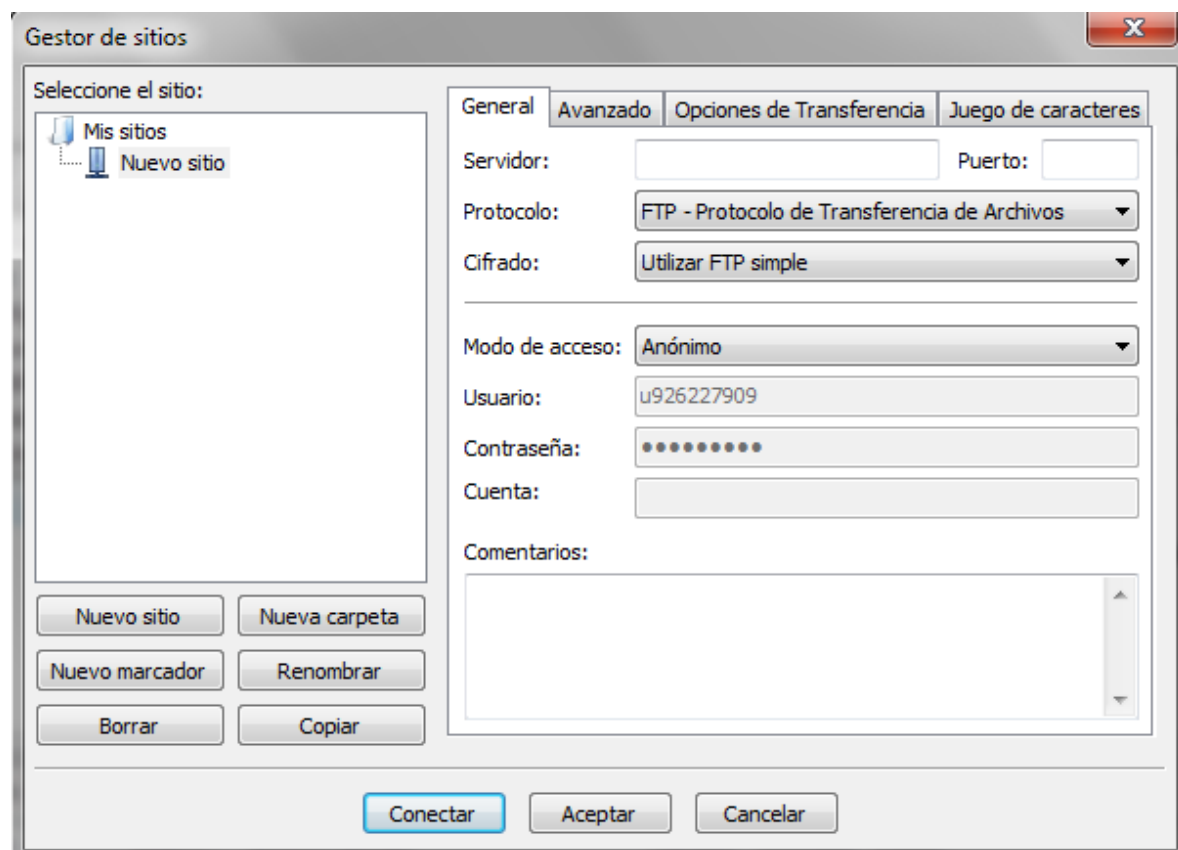 Gestor de sitios
Seleccione el sitio:
Mis sitios
Nuevo sitio
Nuevo sitio Nueva carpeta
Nuevo marcador Renombrar
Borrar Copiar
General Avanzado Opciones de Transferencia Juego de caracteres
Servidor: Puerto:
Protocolo: FTP - Protocolo de Transferencia de Archivos
Cifrado: Utilizar FTP simple
Modo de acceso: Anónimo
Usuario: u926227909
Contraseña: ●●●●●●●●●
Cuenta:
Comentarios:
Conectar Aceptar Cancelar